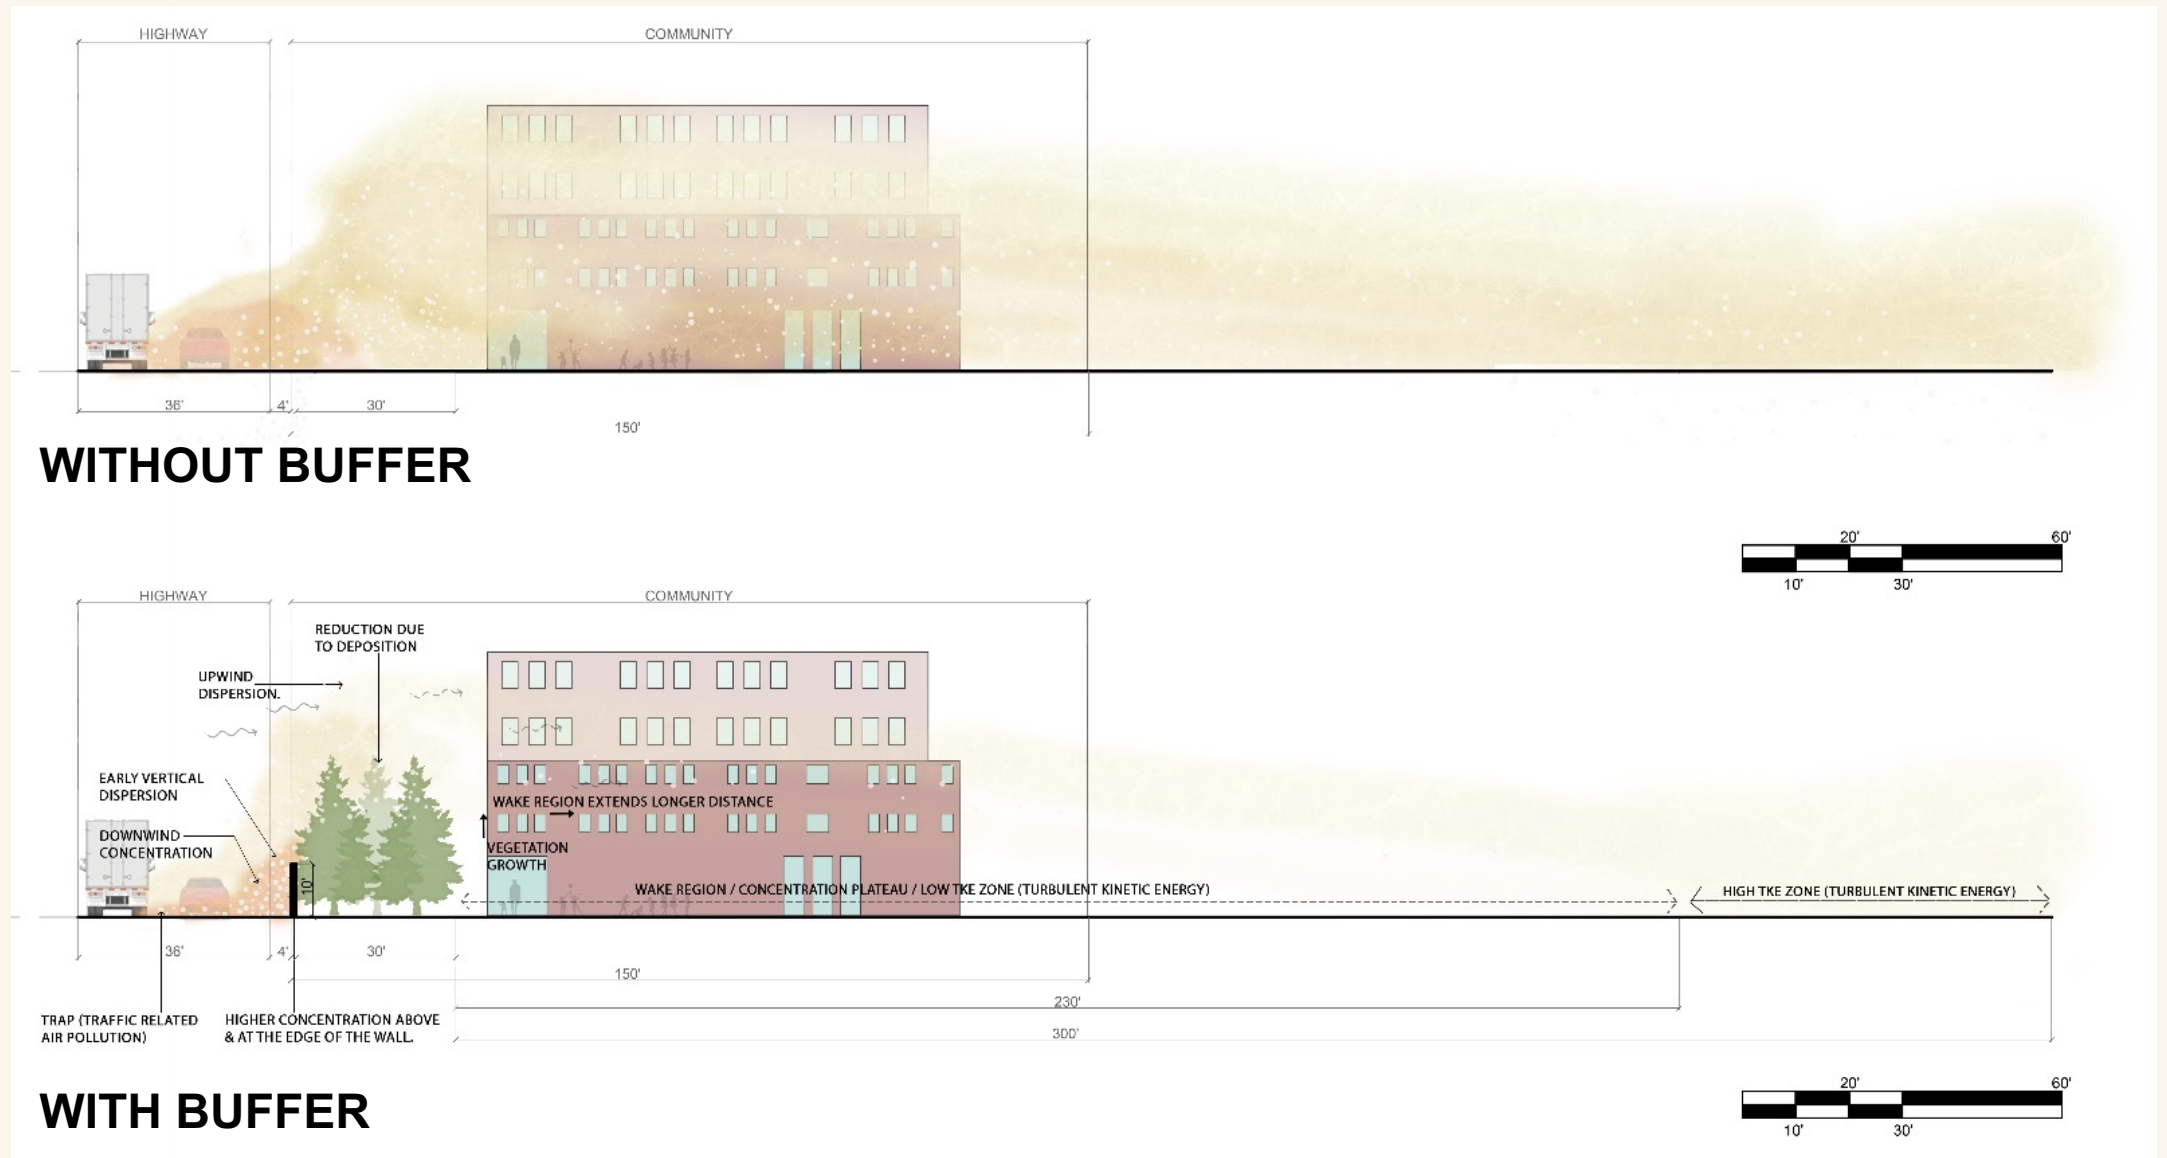 HIGHWAY
COMMUNITY
36'
4'
30'
150'
WITHOUT BUFFER
20'
60'
10'
30'
HIGHWAY
COMMUNITY
REDUCTION DUE
TO DEPOSITION
UPWIND
DISPERSION.
EARLY VERTICAL
DISPERSION
DOWNWIND
CONCENTRATION
10'
WAKE REGION EXTENDS LONGER DISTANCE
VEGETATION
GROWTH
WAKE REGION / CONCENTRATION PLATEAU / LOW TKE ZONE (TURBULENT KINETIC ENERGY)
HIGH TKE ZONE (TURBULENT KINETIC ENERGY)
36'
4'
30'
150'
230'
300'
TRAP (TRAFFIC RELATED
AIR POLLUTION)
HIGHER CONCENTRATION ABOVE
& AT THE EDGE OF THE WALL.
WITH BUFFER
20'
60'
10'
30'